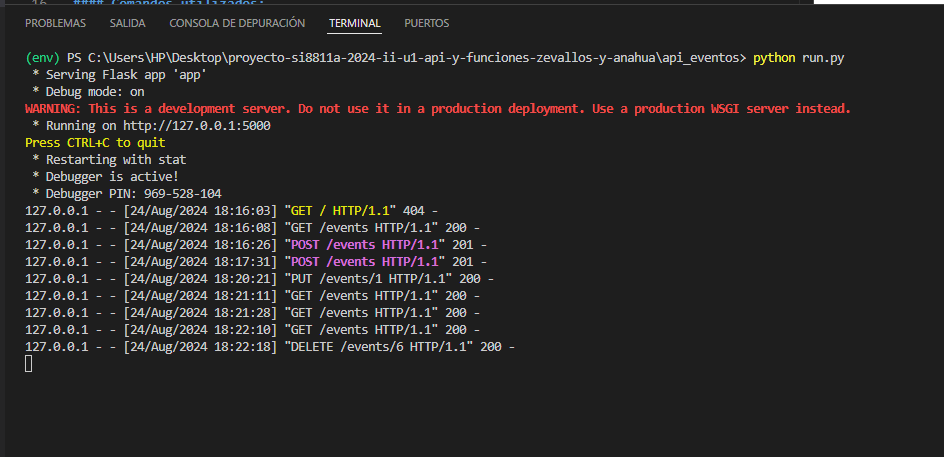 16 #### Comandos utilizados:
PROBLEMAS SALIDA CONSOLA DE DEPURACIÓN TERMINAL PUERTOS
(env) PS C:\Users\HP\Desktop\proyecto-si8811a-2024-ii-u1-api-y-funciones-zevallos-y-anahua\api_eventos> python run.py
 * Serving Flask app 'app'
 * Debug mode: on
WARNING: This is a development server. Do not use it in a production deployment. Use a production WSGI server instead.
 * Running on http://127.0.0.1:5000
Press CTRL+C to quit
 * Restarting with stat
 * Debugger is active!
 * Debugger PIN: 969-528-104
127.0.0.1 - - [24/Aug/2024 18:16:03] "GET / HTTP/1.1" 404 -
127.0.0.1 - - [24/Aug/2024 18:16:08] "GET /events HTTP/1.1" 200 -
127.0.0.1 - - [24/Aug/2024 18:16:26] "POST /events HTTP/1.1" 201 -
127.0.0.1 - - [24/Aug/2024 18:17:31] "POST /events HTTP/1.1" 201 -
127.0.0.1 - - [24/Aug/2024 18:20:21] "PUT /events/1 HTTP/1.1" 200 -
127.0.0.1 - - [24/Aug/2024 18:21:11] "GET /events HTTP/1.1" 200 -
127.0.0.1 - - [24/Aug/2024 18:21:28] "GET /events HTTP/1.1" 200 -
127.0.0.1 - - [24/Aug/2024 18:22:10] "GET /events HTTP/1.1" 200 -
127.0.0.1 - - [24/Aug/2024 18:22:18] "DELETE /events/6 HTTP/1.1" 200 -